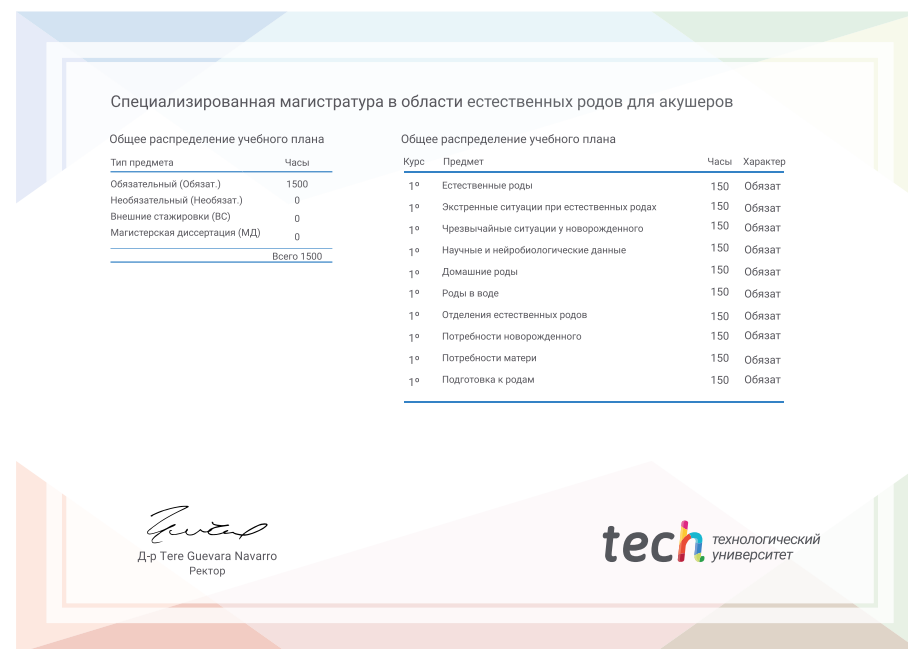 Специализированная магистратура в области естественных родов для акушеров
Общее распределение учебного плана
Тип предмета Часы
Обязательный (Обязат.) 1500
Необязательный (Необязат.) 0
Внешние стажировки (ВС) 0
Магистерская диссертация (МД) 0
Всего 1500
Общее распределение учебного плана
Курс Предмет Часы Характер
1º Естественные роды 150 Обязат
1º Экстренные ситуации при естественных родах 150 Обязат
1º Чрезвычайные ситуации у новорожденного 150 Обязат
1º Научные и нейробиологические данные 150 Обязат
1º Домашние роды 150 Обязат
1º Роды в воде 150 Обязат
1º Отделения естественных родов 150 Обязат
1º Потребности новорожденного 150 Обязат
1º Потребности матери 150 Обязат
1º Подготовка к родам 150 Обязат
Д-р Tere Guevara Navarro
Ректор
tech технологический
университет